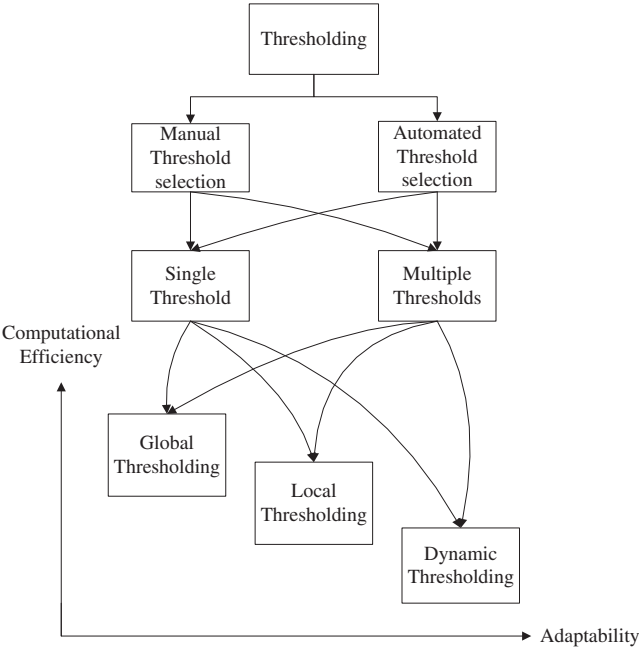 Thresholding
Manual
Threshold
selection
Automated
Threshold
selection
Single
Threshold
Multiple
Thresholds
Computational
Efficiency
Global
Thresholding
Local
Thresholding
Dynamic
Thresholding
Adaptability